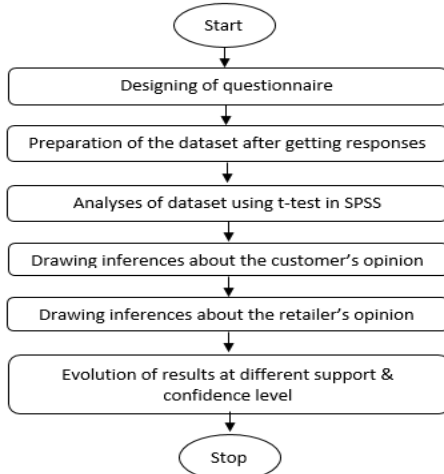 Start
Designing of questionnaire
Preparation of the dataset after getting responses
Analyses of dataset using t-test in SPSS
Drawing inferences about the customer's opinion
Drawing inferences about the retailer's opinion
Evolution of results at different support &
confidence level
Stop